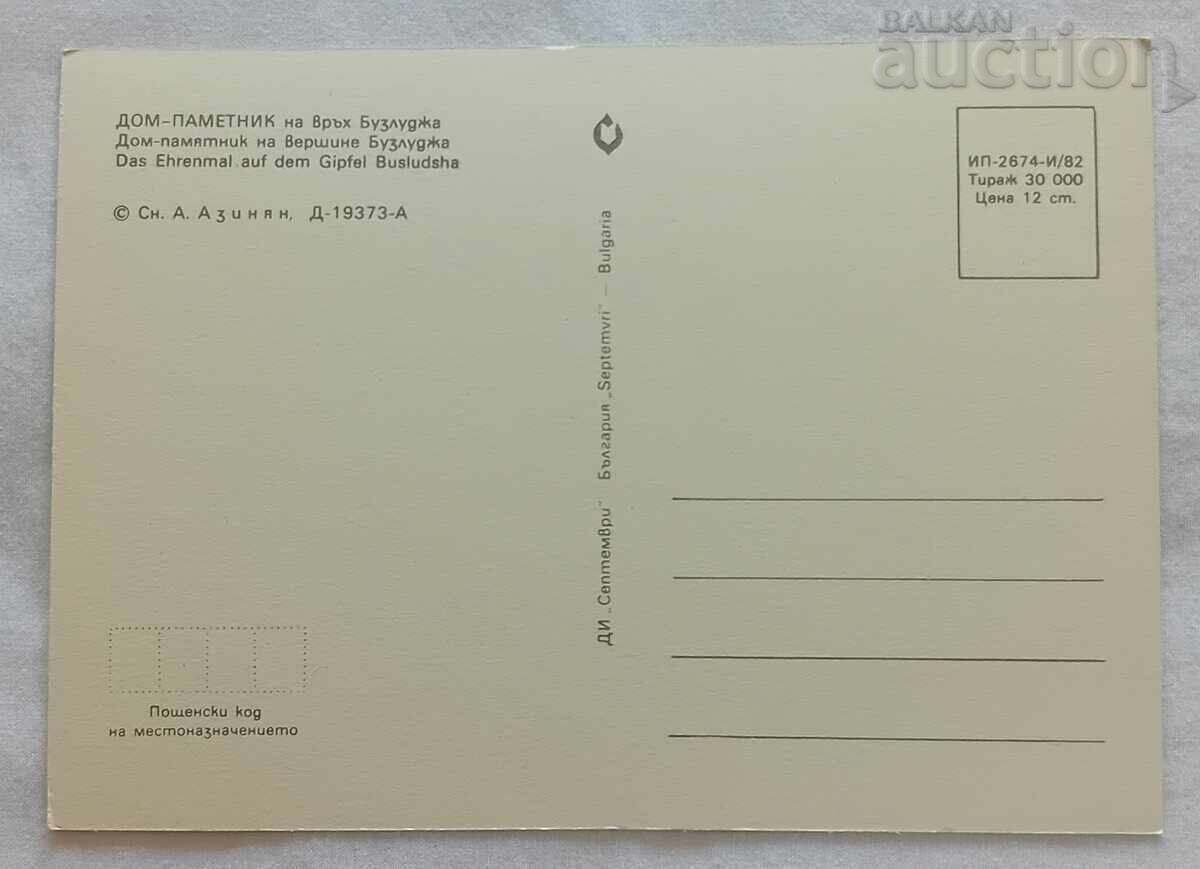 BALKAN
auction
ДОМ-ПАМЕТНИК на връх Бузлуджа
Дом-памятник на вершине Бузлуджа
Das Ehrenmal auf dem Gipfel Busludsha
© Сн. А. Азинян, Д-19373-А
ИП-2674-И/82
Тираж 30 000
Цена 12 ст.
ДИ „Септември" България „Septemvri" — Bulgaria
Пощенски код
на местоназначението